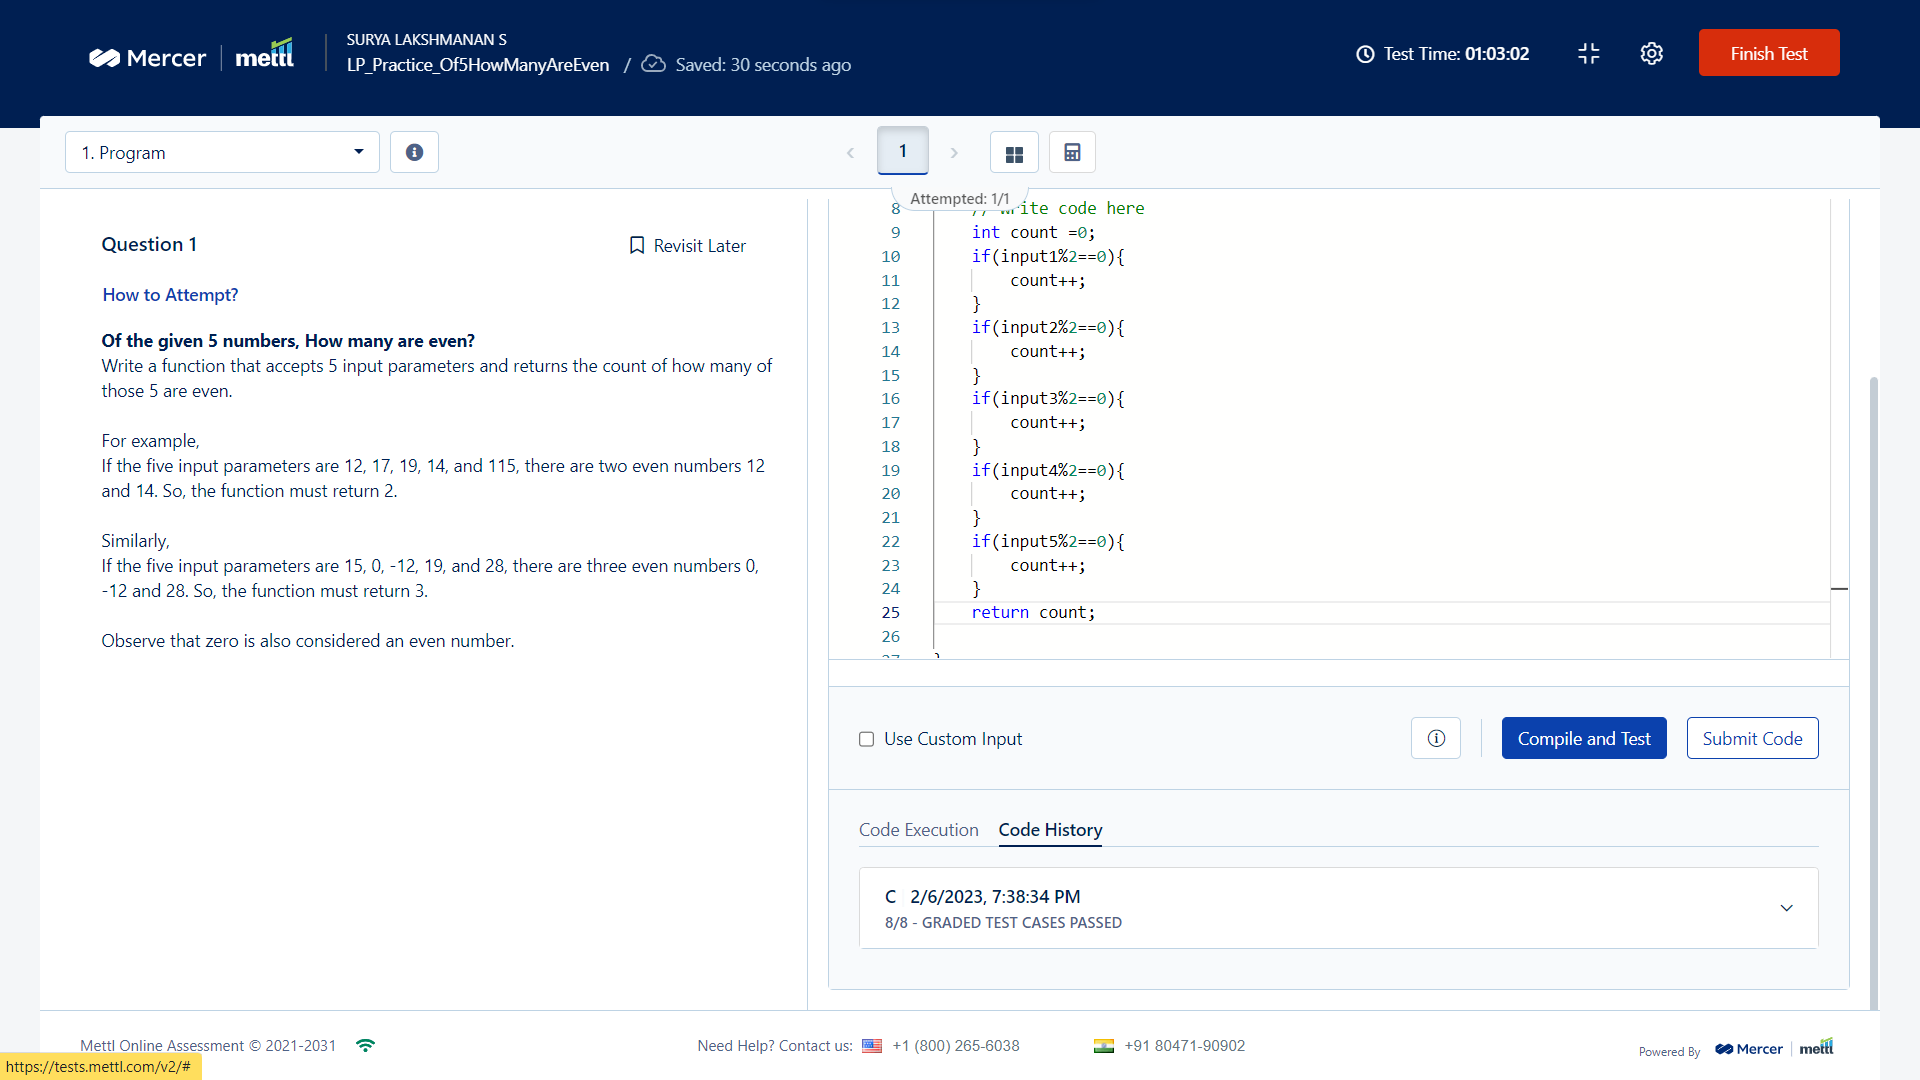 Mercer mettl
SURYA LAKSHMANAN S
LP_Practice_Of5HowManyAreEven / Saved: 30 seconds ago
Test Time: 01:03:02
Finish Test
1. Program
1
Attempted: 1/1
Question 1
Revisit Later
How to Attempt?
Of the given 5 numbers, How many are even?
Write a function that accepts 5 input parameters and returns the count of how many of
those 5 are even.
For example,
If the five input parameters are 12, 17, 19, 14, and 115, there are two even numbers 12
and 14. So, the function must return 2.
Similarly,
If the five input parameters are 15, 0, -12, 19, and 28, there are three even numbers 0,
-12 and 28. So, the function must return 3.
Observe that zero is also considered an even number.
8 // write code here
9 int count =0;
10 if(input1%2==0){
11 count++;
12 }
13 if(input2%2==0){
14 count++;
15 }
16 if(input3%2==0){
17 count++;
18 }
19 if(input4%2==0){
20 count++;
21 }
22 if(input5%2==0){
23 count++;
24 }
25 return count;
26
Use Custom Input
Compile and Test
Submit Code
Code Execution
Code History
C 2/6/2023, 7:38:34 PM
8/8 - GRADED TEST CASES PASSED
Mettl Online Assessment © 2021-2031
Need Help? Contact us: +1 (800) 265-6038
+91 80471-90902
Powered By Mercer mettl
https://tests.mettl.com/v2/#